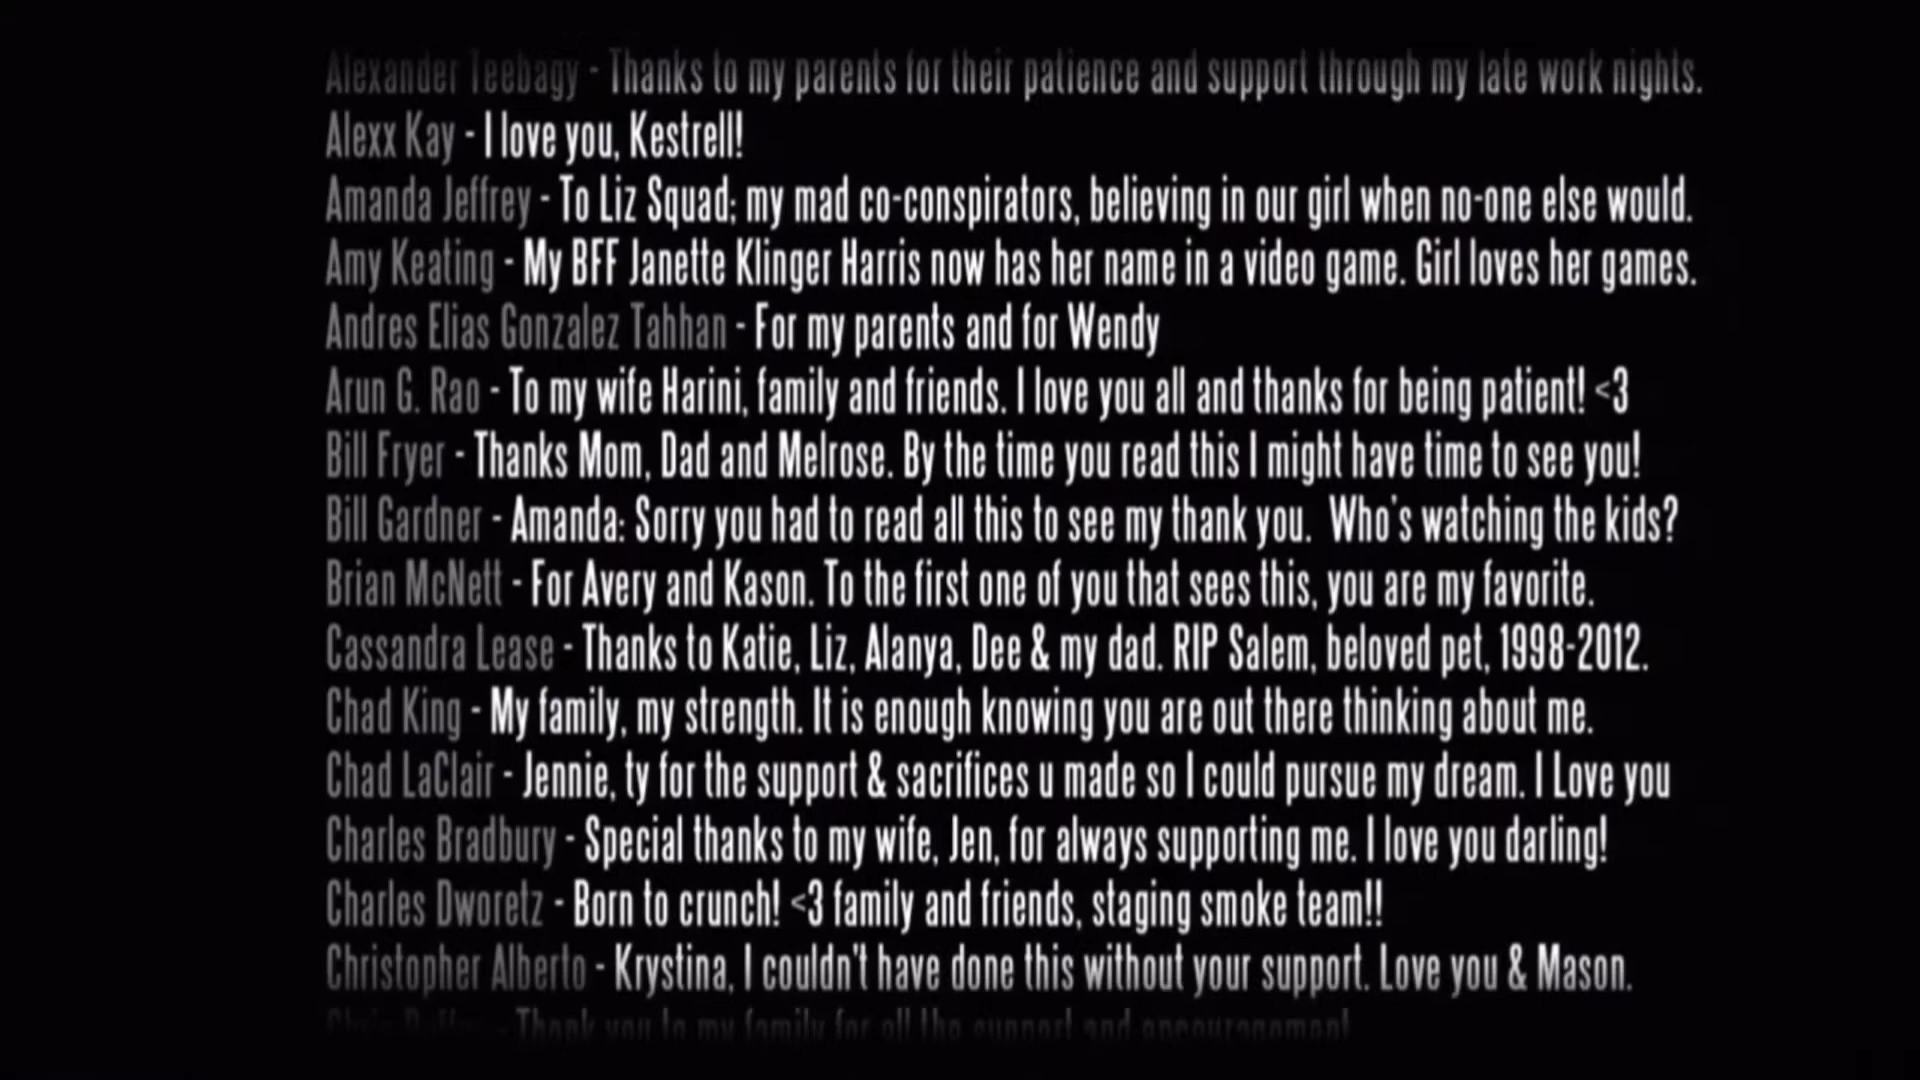 Alexander Teebagy - Thanks to my parents for their patience and support through my late work nights.
Alexx Kay - I love you, Kestrell!
Amanda Jeffrey - To Liz Squad; my mad co-conspirators, believing in our girl when no-one else would.
Amy Keating - My BFF Janette Klinger Harris now has her name in a video game. Girl loves her games.
Andres Elias Gonzalez Tahhan - For my parents and for Wendy
Arun G. Rao - To my wife Harini, family and friends. I love you all and thanks for being patient! <3
Bill Fryer - Thanks Mom, Dad and Melrose. By the time you read this I might have time to see you!
Bill Gardner - Amanda: Sorry you had to read all this to see my thank you.  Who's watching the kids?
Brian McNett - For Avery and Kason. To the first one of you that sees this, you are my favorite.
Cassandra Lease - Thanks to Katie, Liz, Alanya, Dee & my dad. RIP Salem, beloved pet, 1998-2012.
Chad King - My family, my strength. It is enough knowing you are out there thinking about me.
Chad LaClair - Jennie, ty for the support & sacrifices u made so I could pursue my dream. I Love you
Charles Bradbury - Special thanks to my wife, Jen, for always supporting me. I love you darling!
Charles Dworetz - Born to crunch! <3 family and friends, staging smoke team!!
Christopher Alberto - Krystina, I couldn't have done this without your support. Love you & Mason.
- Thank you to my family for all the support and encouragement